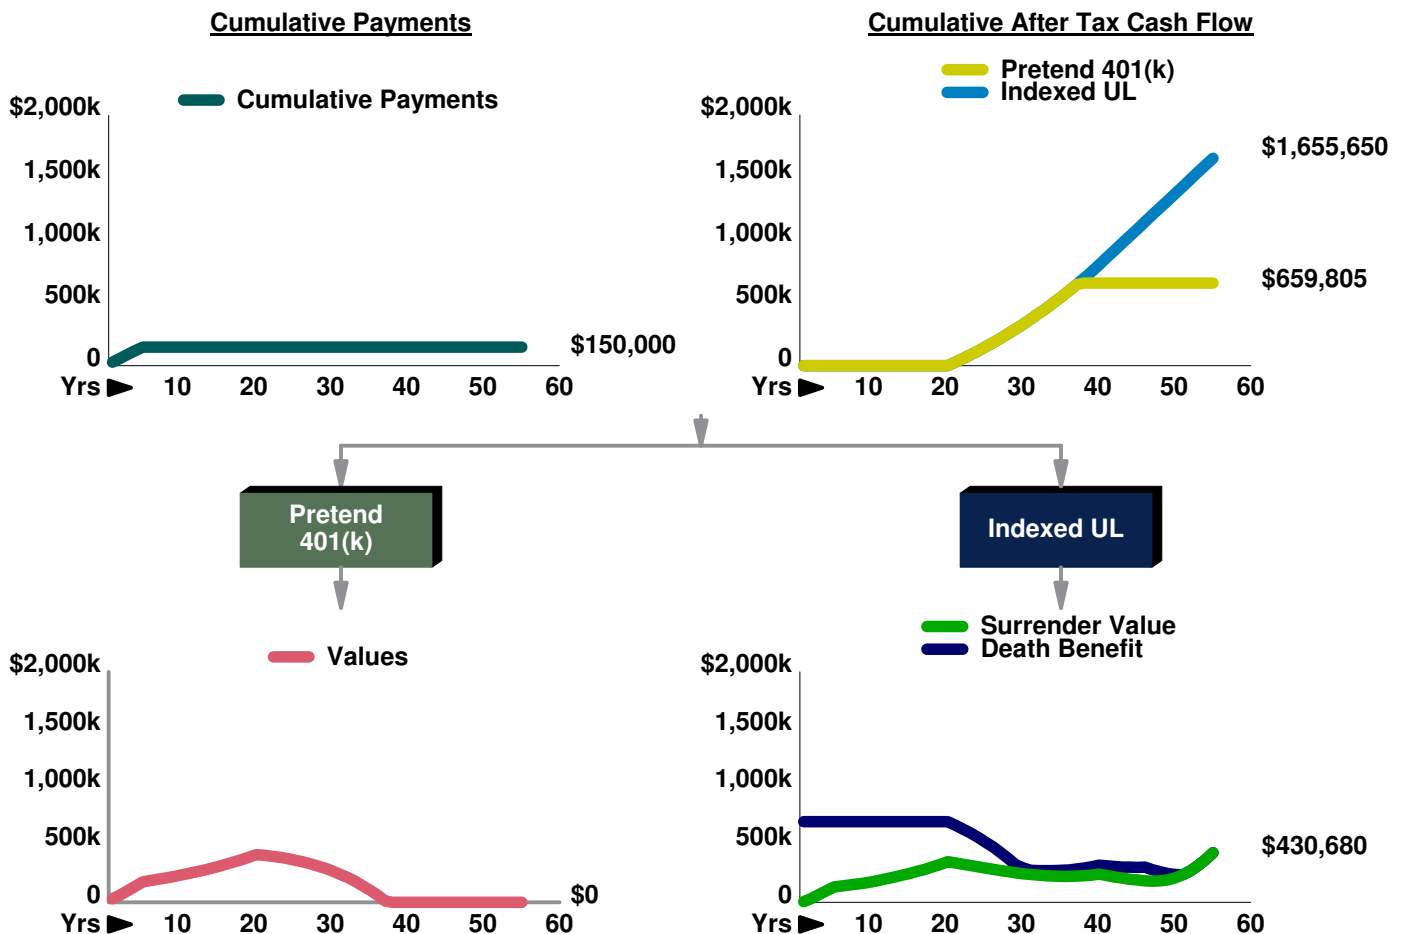 Cumulative Payments
Cumulative Payments
$2,000k
1,500k
1,000k
500k
0
$150,000
Yrs 10 20 30 40 50 60
Cumulative After Tax Cash Flow
Pretend 401(k)
Indexed UL
$2,000k
1,500k
1,000k
500k
0
$1,655,650
$659,805
Yrs 10 20 30 40 50 60
Pretend
401(k)
Indexed UL
Values
$2,000k
1,500k
1,000k
500k
0
$0
Yrs 10 20 30 40 50 60
Surrender Value
Death Benefit
$2,000k
1,500k
1,000k
500k
0
$430,680
Yrs 10 20 30 40 50 60